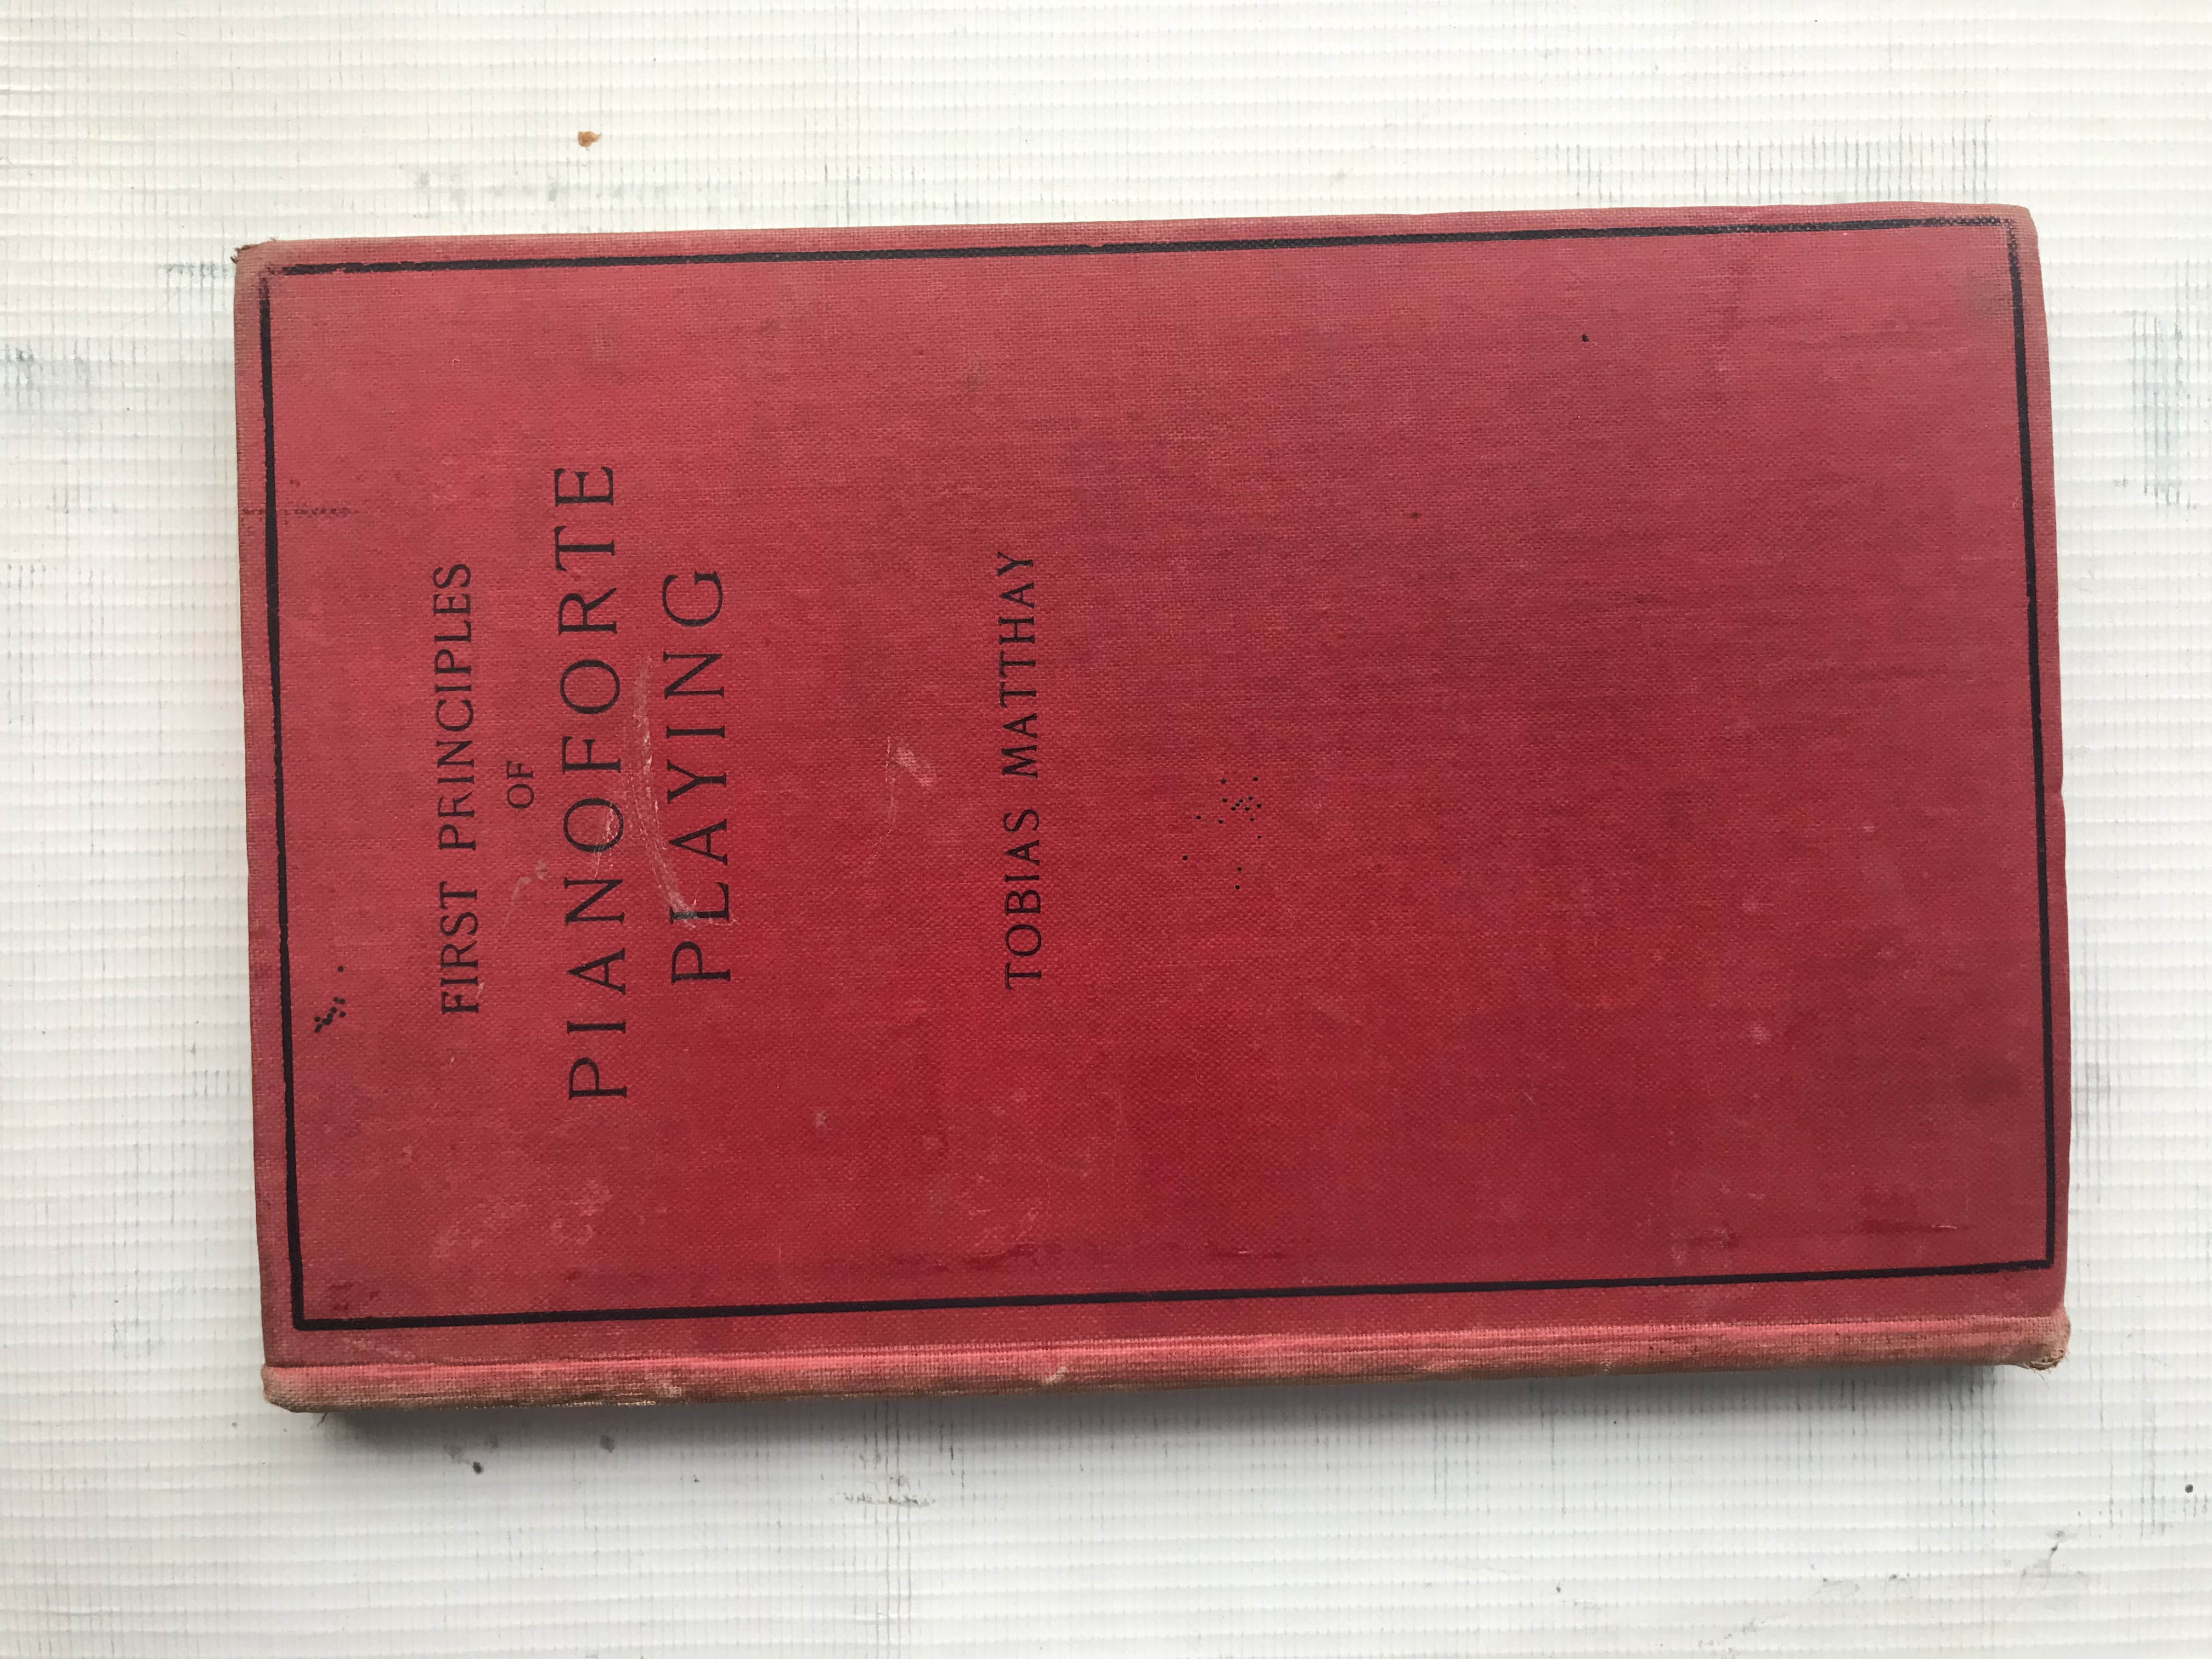 FIRST PRINCIPLES
OF
PIANOFORTE
PLAYING
TOBIAS MATTHAY